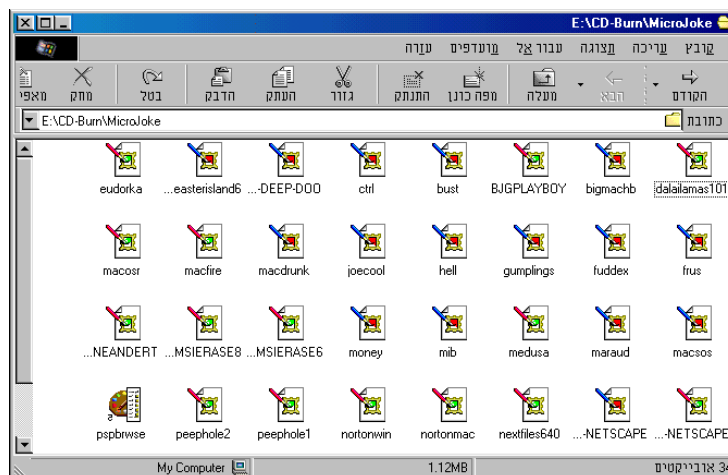 E:\CD-Burn\MicroJoke
קובץ עריכה תצוגה עבור אל מועדפים עזרה
הקודם הבא מעלה מפה כונן התנתק גזור העתק הדבק בטל מחק מאפי
כתובת E:\CD-Burn\MicroJoke
dalailamas101 bigmachb BJGPLAYBOY bust ctrl ...-DEEP-DOO ...easterisland6 eudorka
frus fuddex gumplings hell joecool macdrunk macfire macosr
macsos maraud medusa mib money ...MSIERASE6 ...MSIERASE8 ...NEANDERT
...-NETSCAPE ...-NETSCAPE nextfiles640 nortonmac nortonwin peephole1 peephole2 pspbrwse
34 אובייקטים 1.12MB My Computer